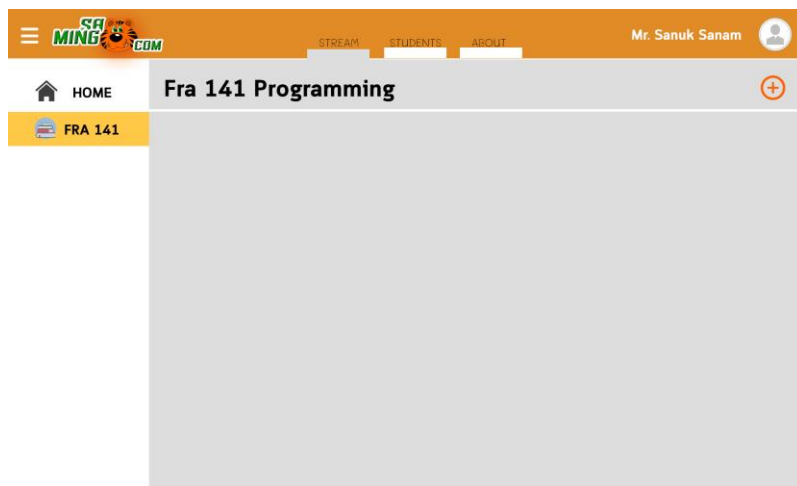 SA
MING
COM
STREAM STUDENTS ABOUT
Mr. Sanuk Sanam
HOME
Fra 141 Programming
FRA 141